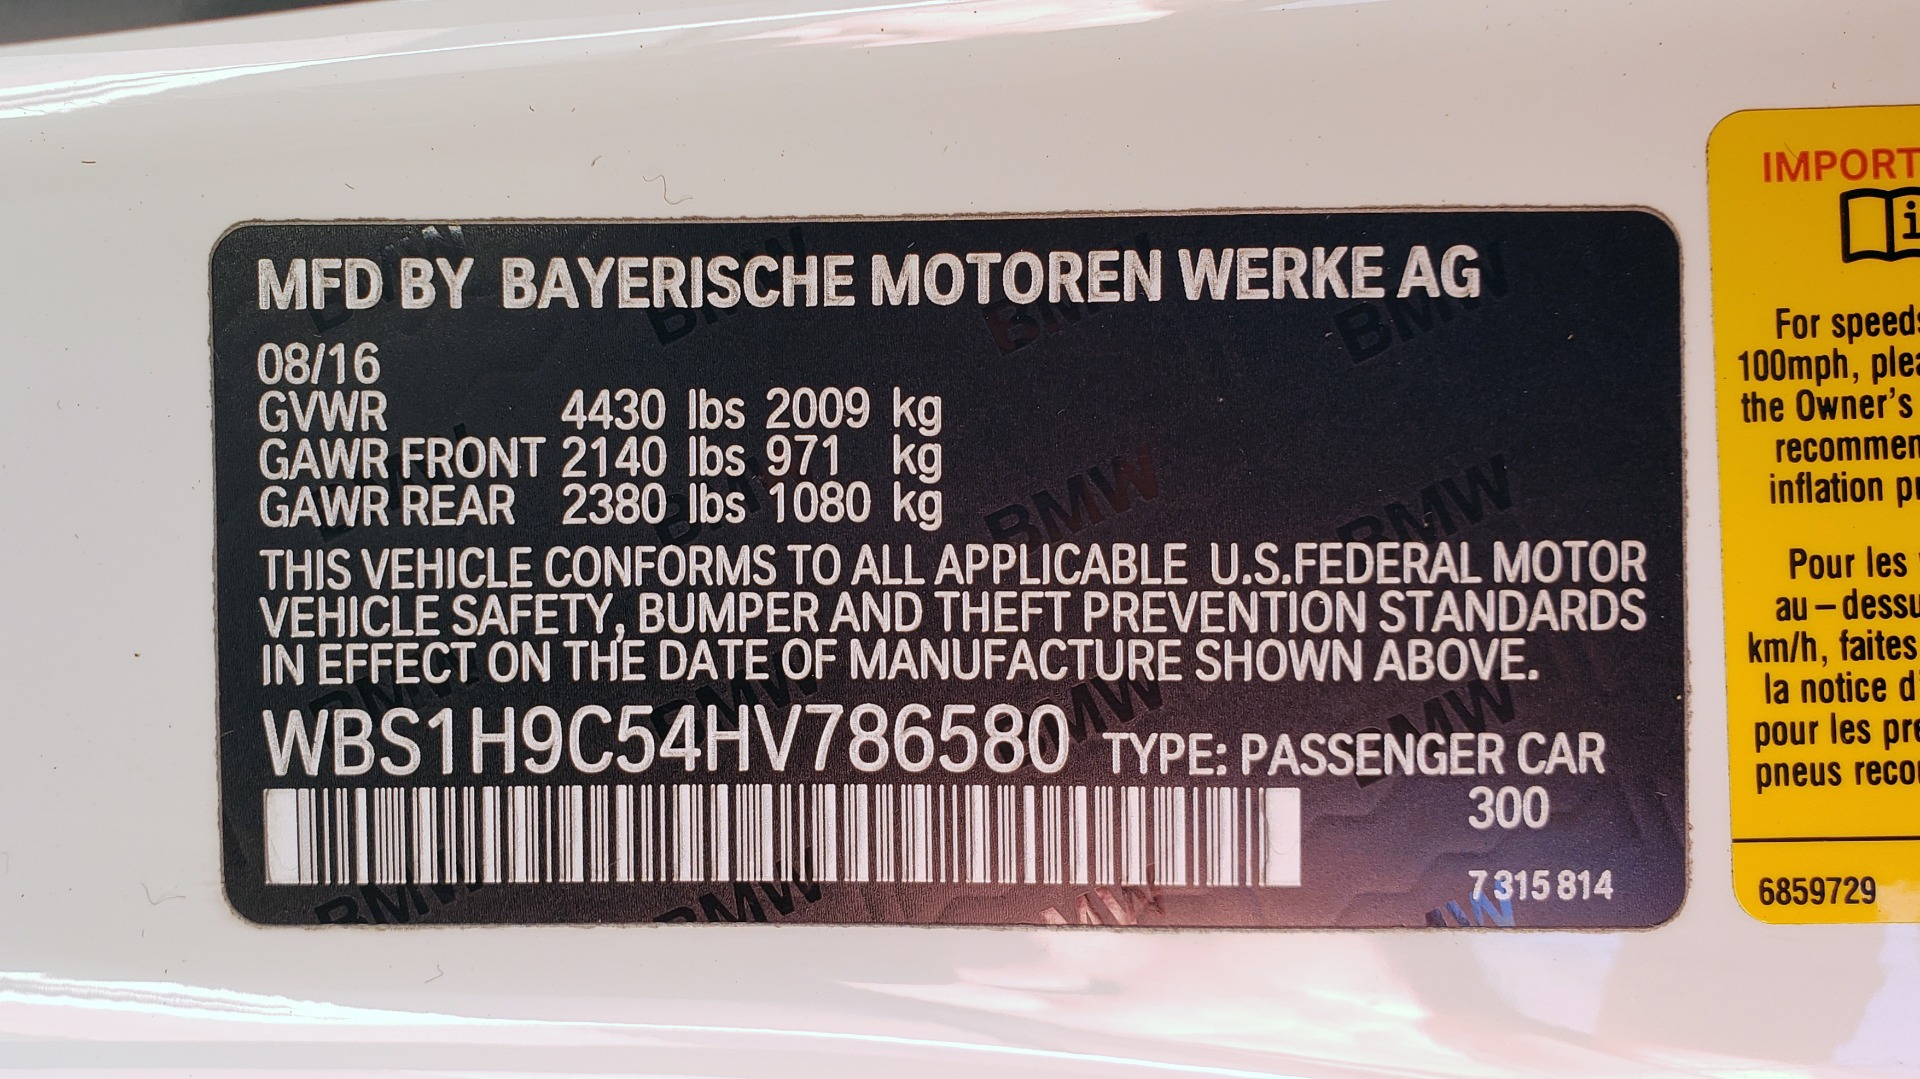 MFD BY BAYERISCHE MOTOREN WERKE AG
08/16
GVWR 4430 lbs 2009 kg
GAWR FRONT 2140 lbs 971 kg
GAWR REAR 2380 lbs 1080 kg
THIS VEHICLE CONFORMS TO ALL APPLICABLE U.S.FEDERAL MOTOR
VEHICLE SAFETY, BUMPER AND THEFT PREVENTION STANDARDS
IN EFFECT ON THE DATE OF MANUFACTURE SHOWN ABOVE.
WBS1H9C54HV786580 TYPE: PASSENGER CAR
300
7 315 814
IMPORT
i
For speeds
100mph, plea
the Owner's
recommen
inflation pr
Pour les
au – dessu
km/h, faites
la notice d'
pour les pre
pneus reco
6859729